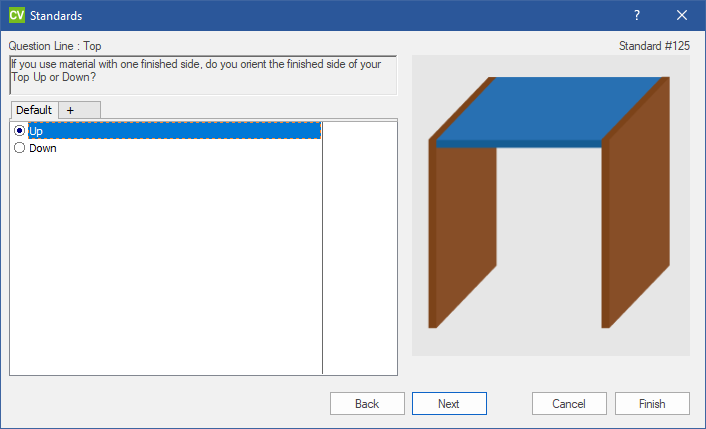 CV Standards ?
Question Line : Top Standard #125
If you use material with one finished side, do you orient the finished side of your
Top Up or Down?
Default +
Up
Down
Back Next Cancel Finish